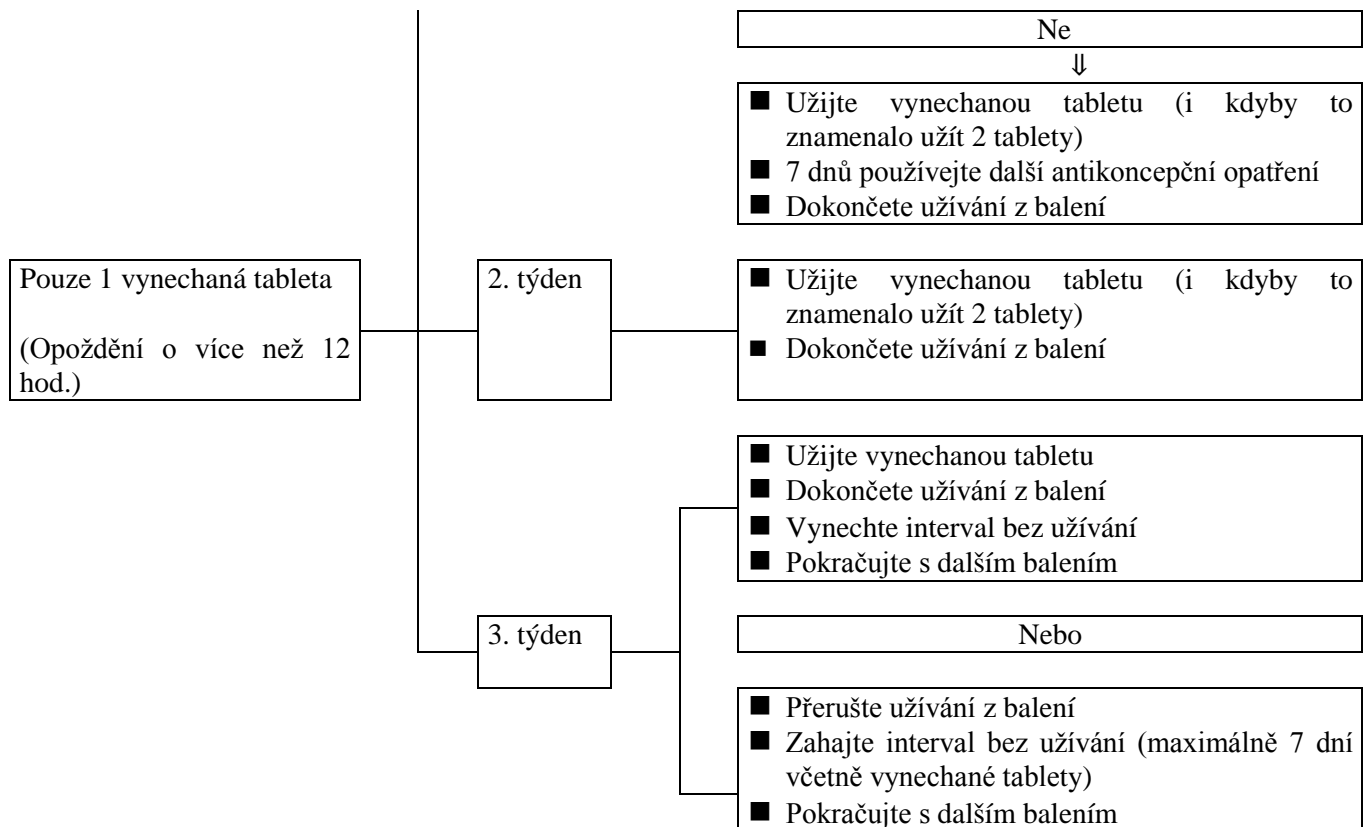 Ne
⇓
■ Užijte vynechanou tabletu (i kdyby to
znamenalo užít 2 tablety)
■ 7 dnů používejte další antikoncepční opatření
■ Dokončete užívání z balení
Pouze 1 vynechaná tableta
(Opoždění o více než 12
hod.)
2. týden
■ Užijte vynechanou tabletu (i kdyby to
znamenalo užít 2 tablety)
■ Dokončete užívání z balení
■ Užijte vynechanou tabletu
■ Dokončete užívání z balení
■ Vynechte interval bez užívání
■ Pokračujte s dalším balením
3. týden
Nebo
■ Přerušte užívání z balení
■ Zahajte interval bez užívání (maximálně 7 dní
včetně vynechané tablety)
■ Pokračujte s dalším balením